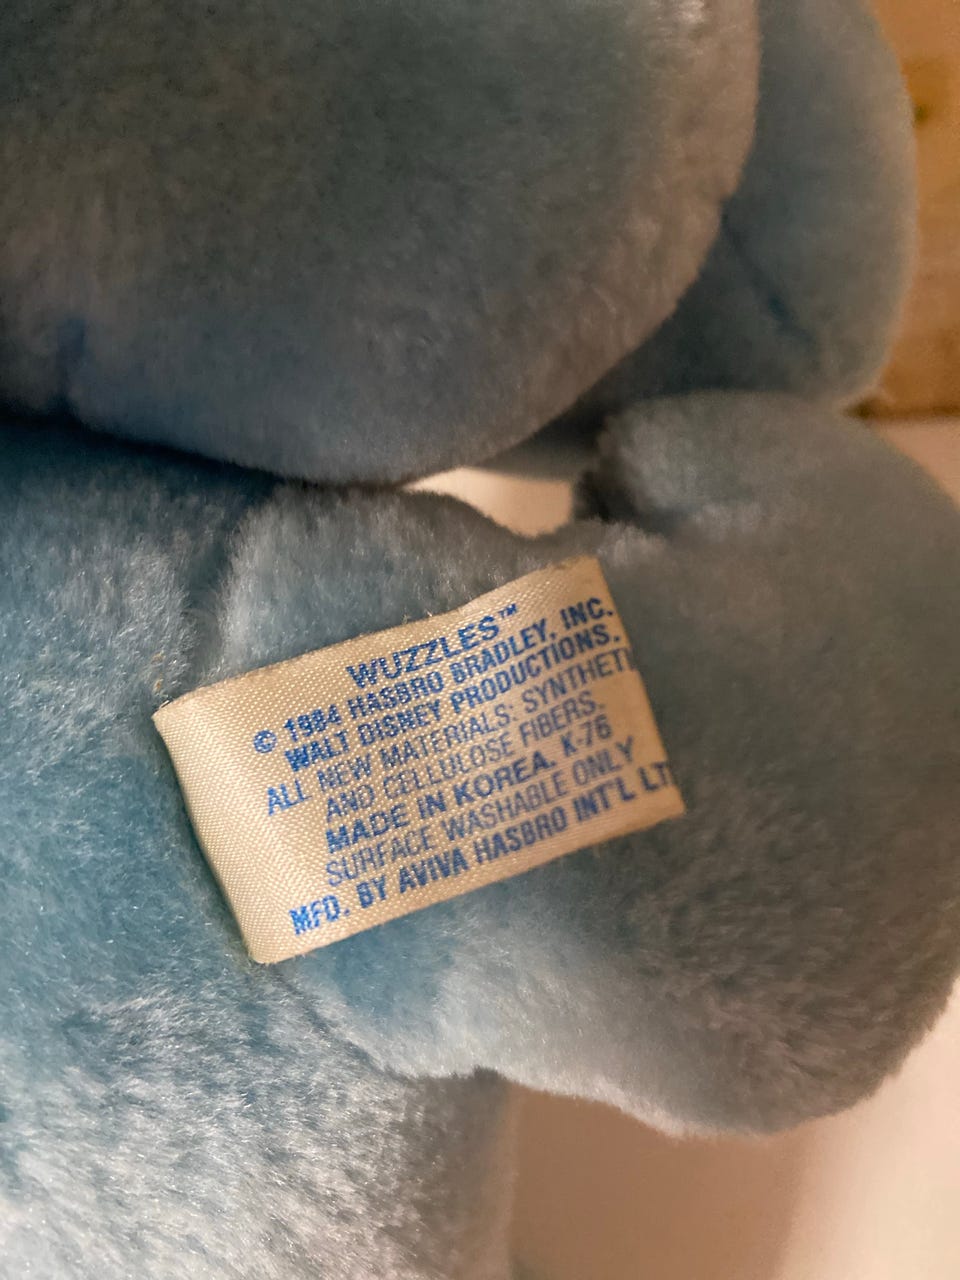 WUZZLES™
© 1984 HASBRO BRADLEY, INC.
WALT DISNEY PRODUCTIONS.
ALL NEW MATERIALS: SYNTHETI
AND CELLULOSE FIBERS.
MADE IN KOREA. K-76
SURFACE WASHABLE ONLY
MFD. BY AVIVA HASBRO INT'L LT